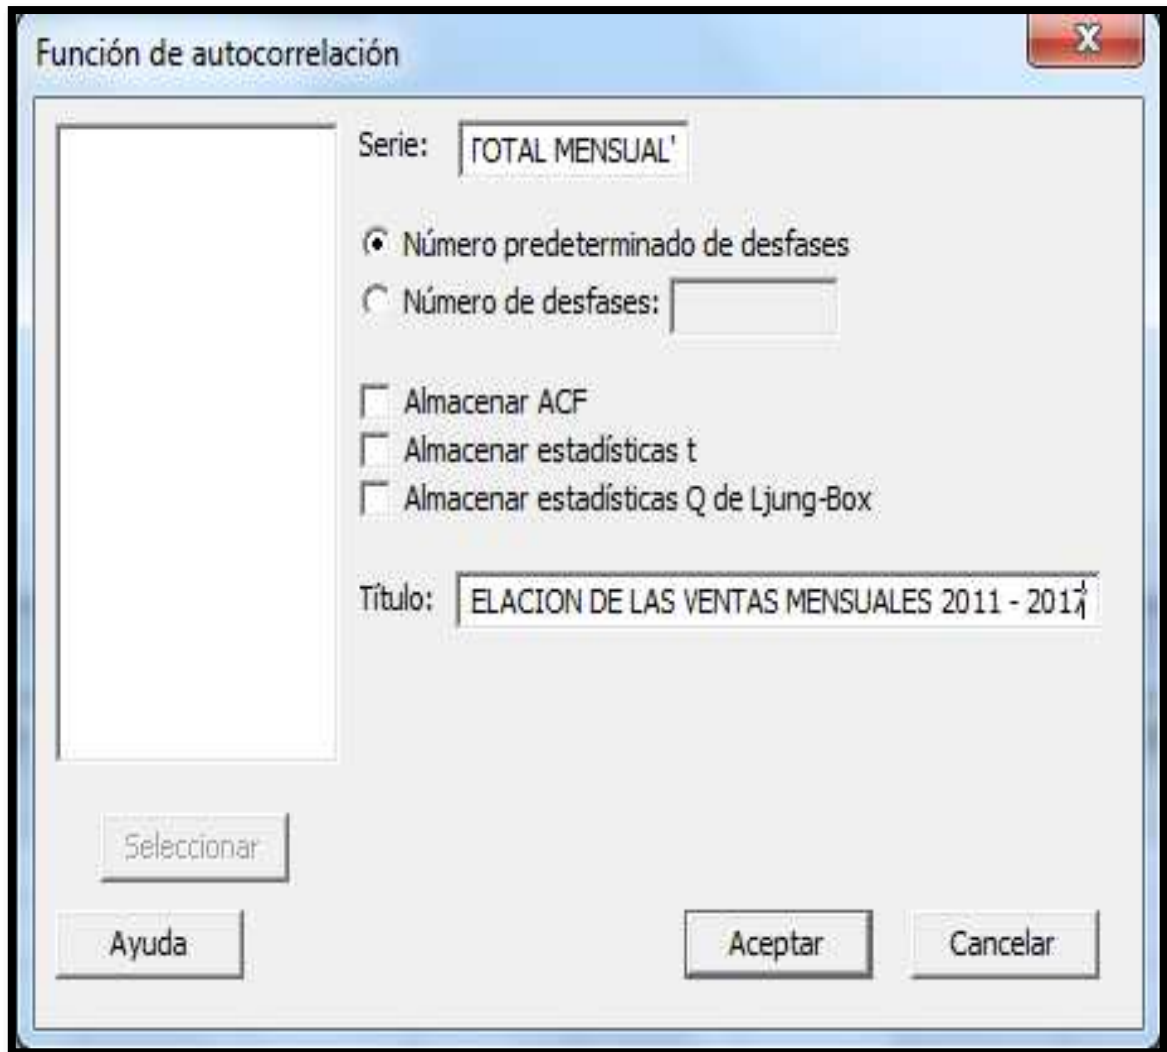 Función de autocorrelación
Serie: TOTAL MENSUAL'
Número predeterminado de desfases
Número de desfases:
Almacenar ACF
Almacenar estadísticas t
Almacenar estadísticas Q de Ljung-Box
Título: ELACION DE LAS VENTAS MENSUALES 2011 - 2017
Seleccionar
Ayuda
Aceptar
Cancelar